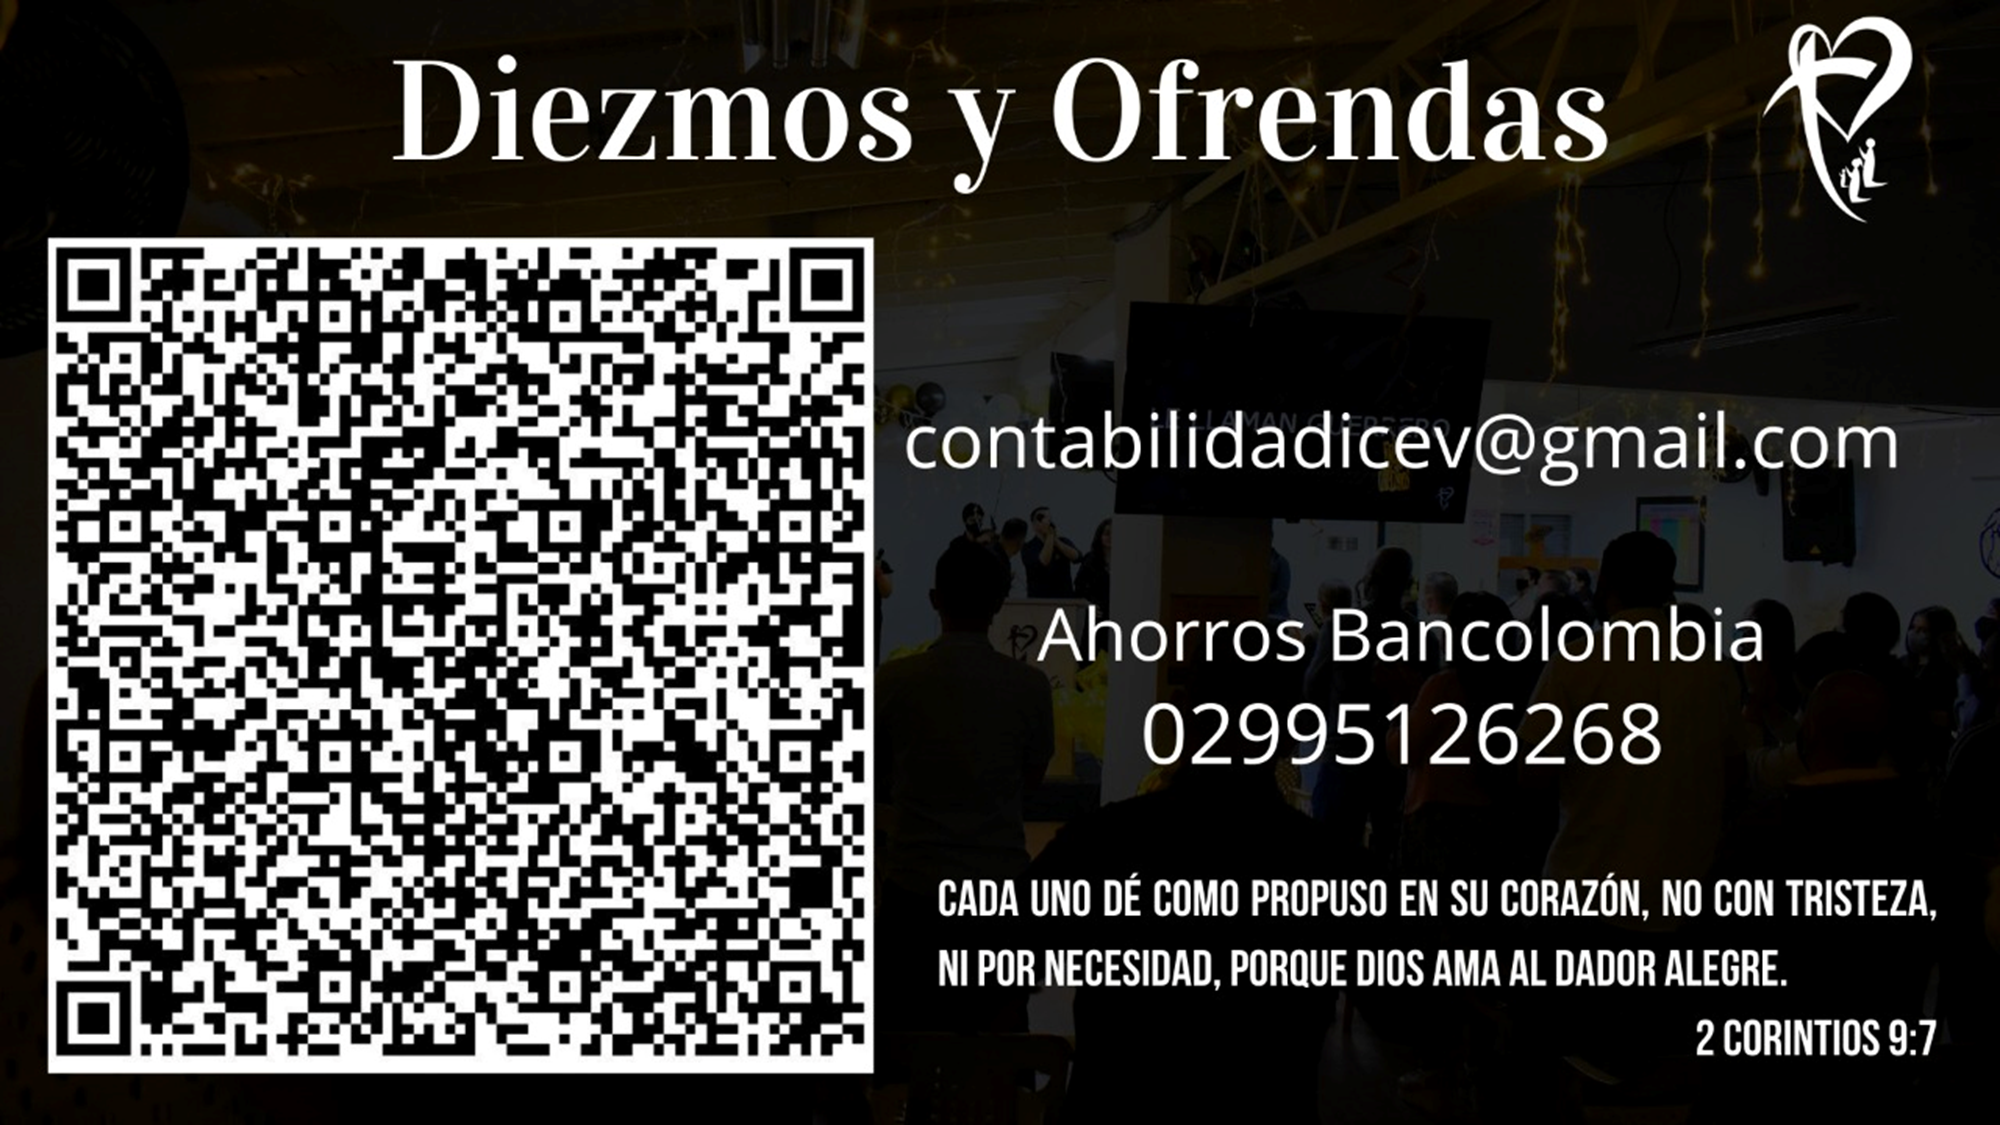 Diezmos y Ofrendas
contabilidadicev@gmail.com
Ahorros Bancolombia
02995126268
CADA UNO DÉ COMO PROPUSO EN SU CORAZÓN, NO CON TRISTEZA,
NI POR NECESIDAD, PORQUE DIOS AMA AL DADOR ALEGRE.
2 CORINTIOS 9:7